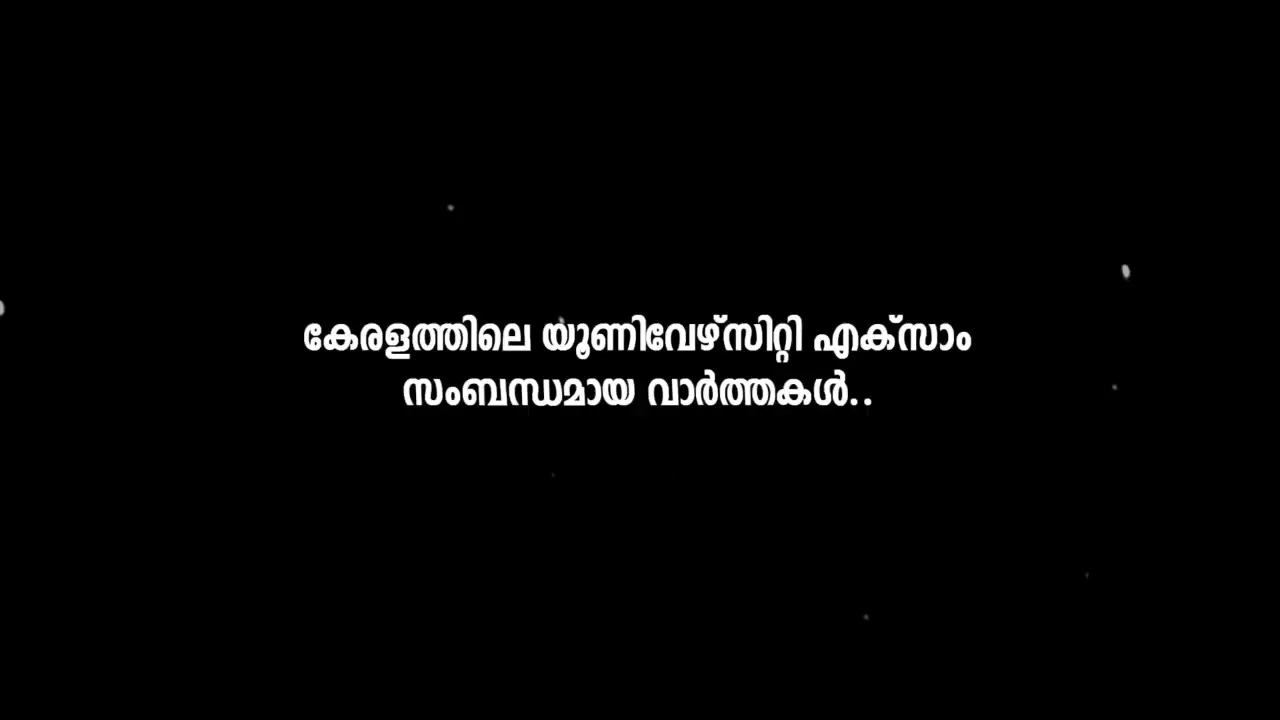 കേരളത്തിലെ യൂണിവേഴ്സിറ്റി എക്സാം
സംബന്ധമായ വാർത്തകൾ..